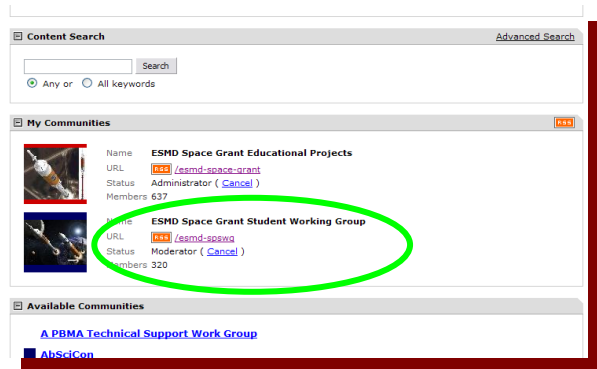 Content Search
Advanced Search
Search
Any or All keywords
My Communities
RSS
Name ESMD Space Grant Educational Projects
URL RSS /esmd-space-grant
Status Administrator ( Cancel )
Members 637
Name ESMD Space Grant Student Working Group
URL RSS /esmd-spswg
Status Moderator ( Cancel )
Members 320
Available Communities
A PBMA Technical Support Work Group
AbSciCon